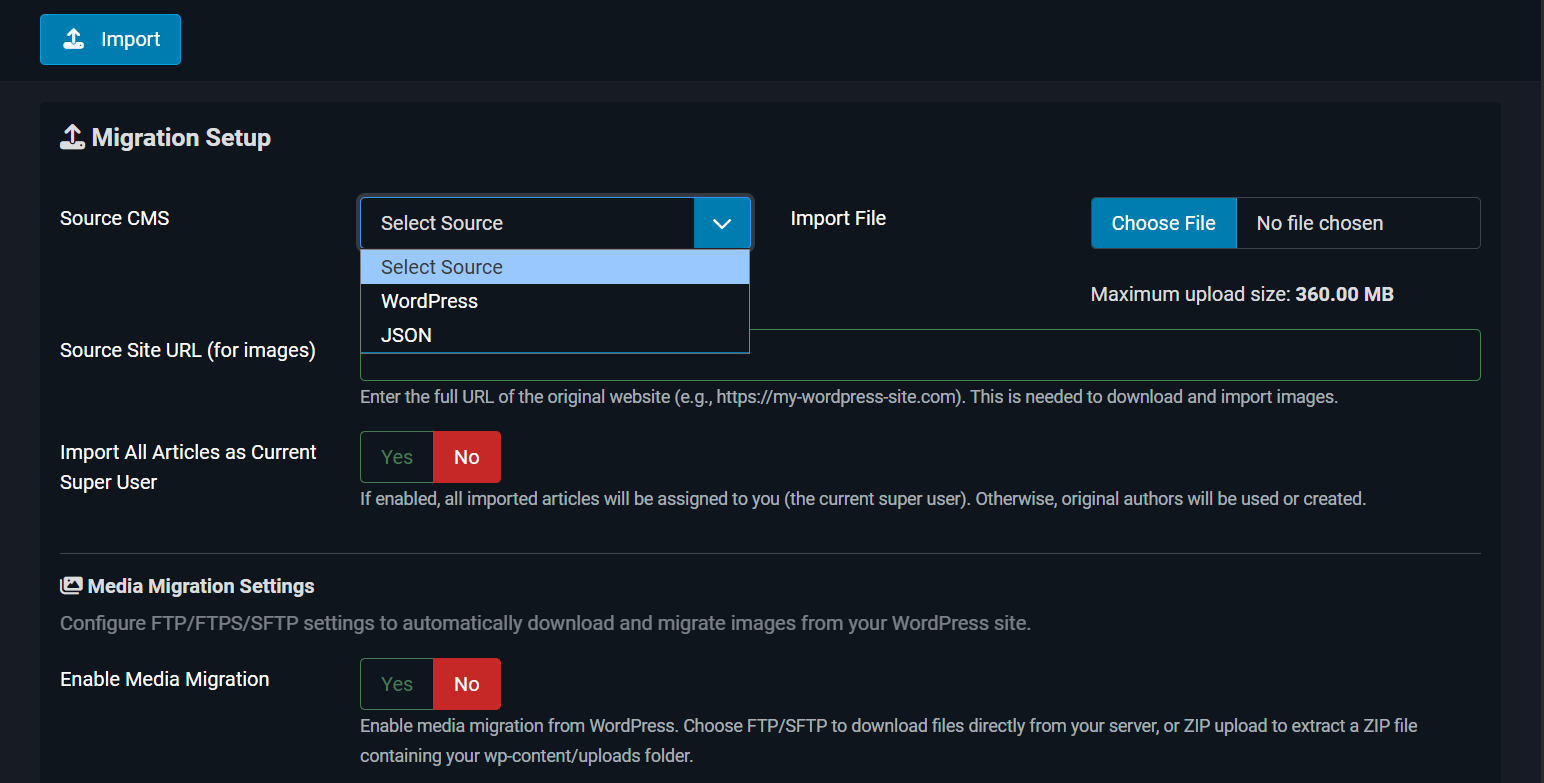 Import
Migration Setup
Source CMS
Select Source
Select Source
WordPress
JSON
Import File
Choose File
No file chosen
Maximum upload size: 360.00 MB
Source Site URL (for images)
Enter the full URL of the original website (e.g., https://my-wordpress-site.com). This is needed to download and import images.
Import All Articles as Current
Super User
Yes
No
If enabled, all imported articles will be assigned to you (the current super user). Otherwise, original authors will be used or created.
Media Migration Settings
Configure FTP/FTPS/SFTP settings to automatically download and migrate images from your WordPress site.
Enable Media Migration
Yes
No
Enable media migration from WordPress. Choose FTP/SFTP to download files directly from your server, or ZIP upload to extract a ZIP file
containing your wp-content/uploads folder.